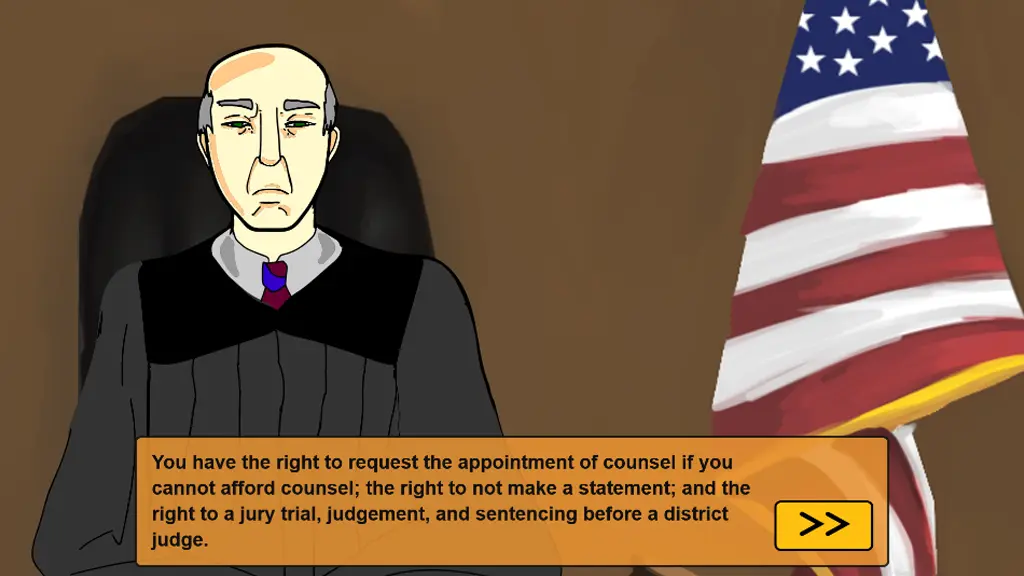 You have the right to request the appointment of counsel if you
cannot afford counsel; the right to not make a statement; and the
right to a jury trial, judgement, and sentencing before a district
judge.
>>